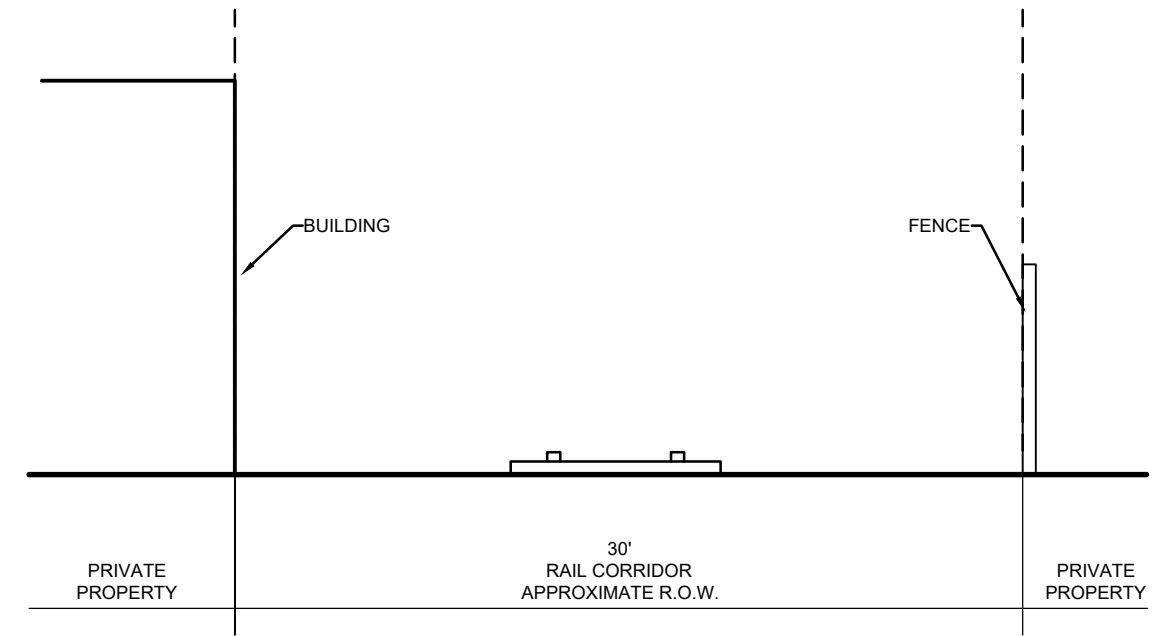 BUILDING
FENCE
PRIVATE
PROPERTY
30'
RAIL CORRIDOR
APPROXIMATE R.O.W.
PRIVATE
PROPERTY